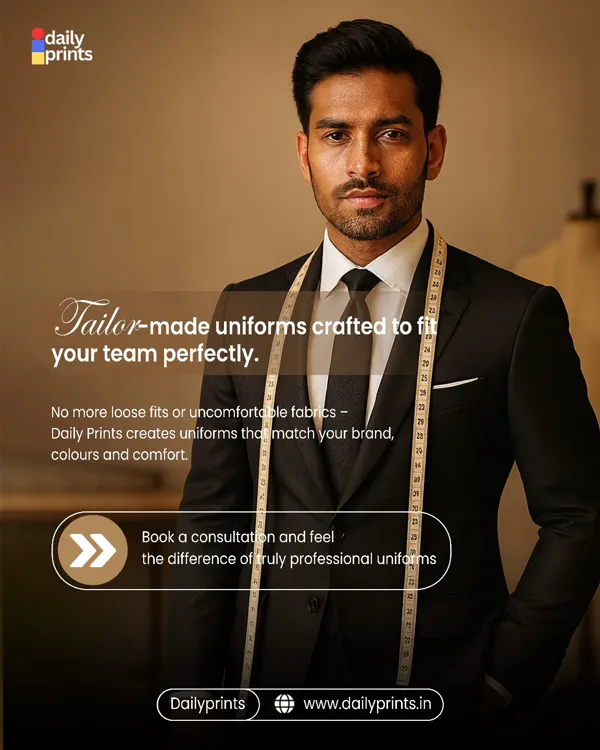 daily
prints
Tailor-made uniforms crafted to fit
your team perfectly.
No more loose fits or uncomfortable fabrics –
Daily Prints creates uniforms that match your brand,
colours and comfort.
Book a consultation and feel
the difference of truly professional uniforms
Dailyprints
www.dailyprints.in